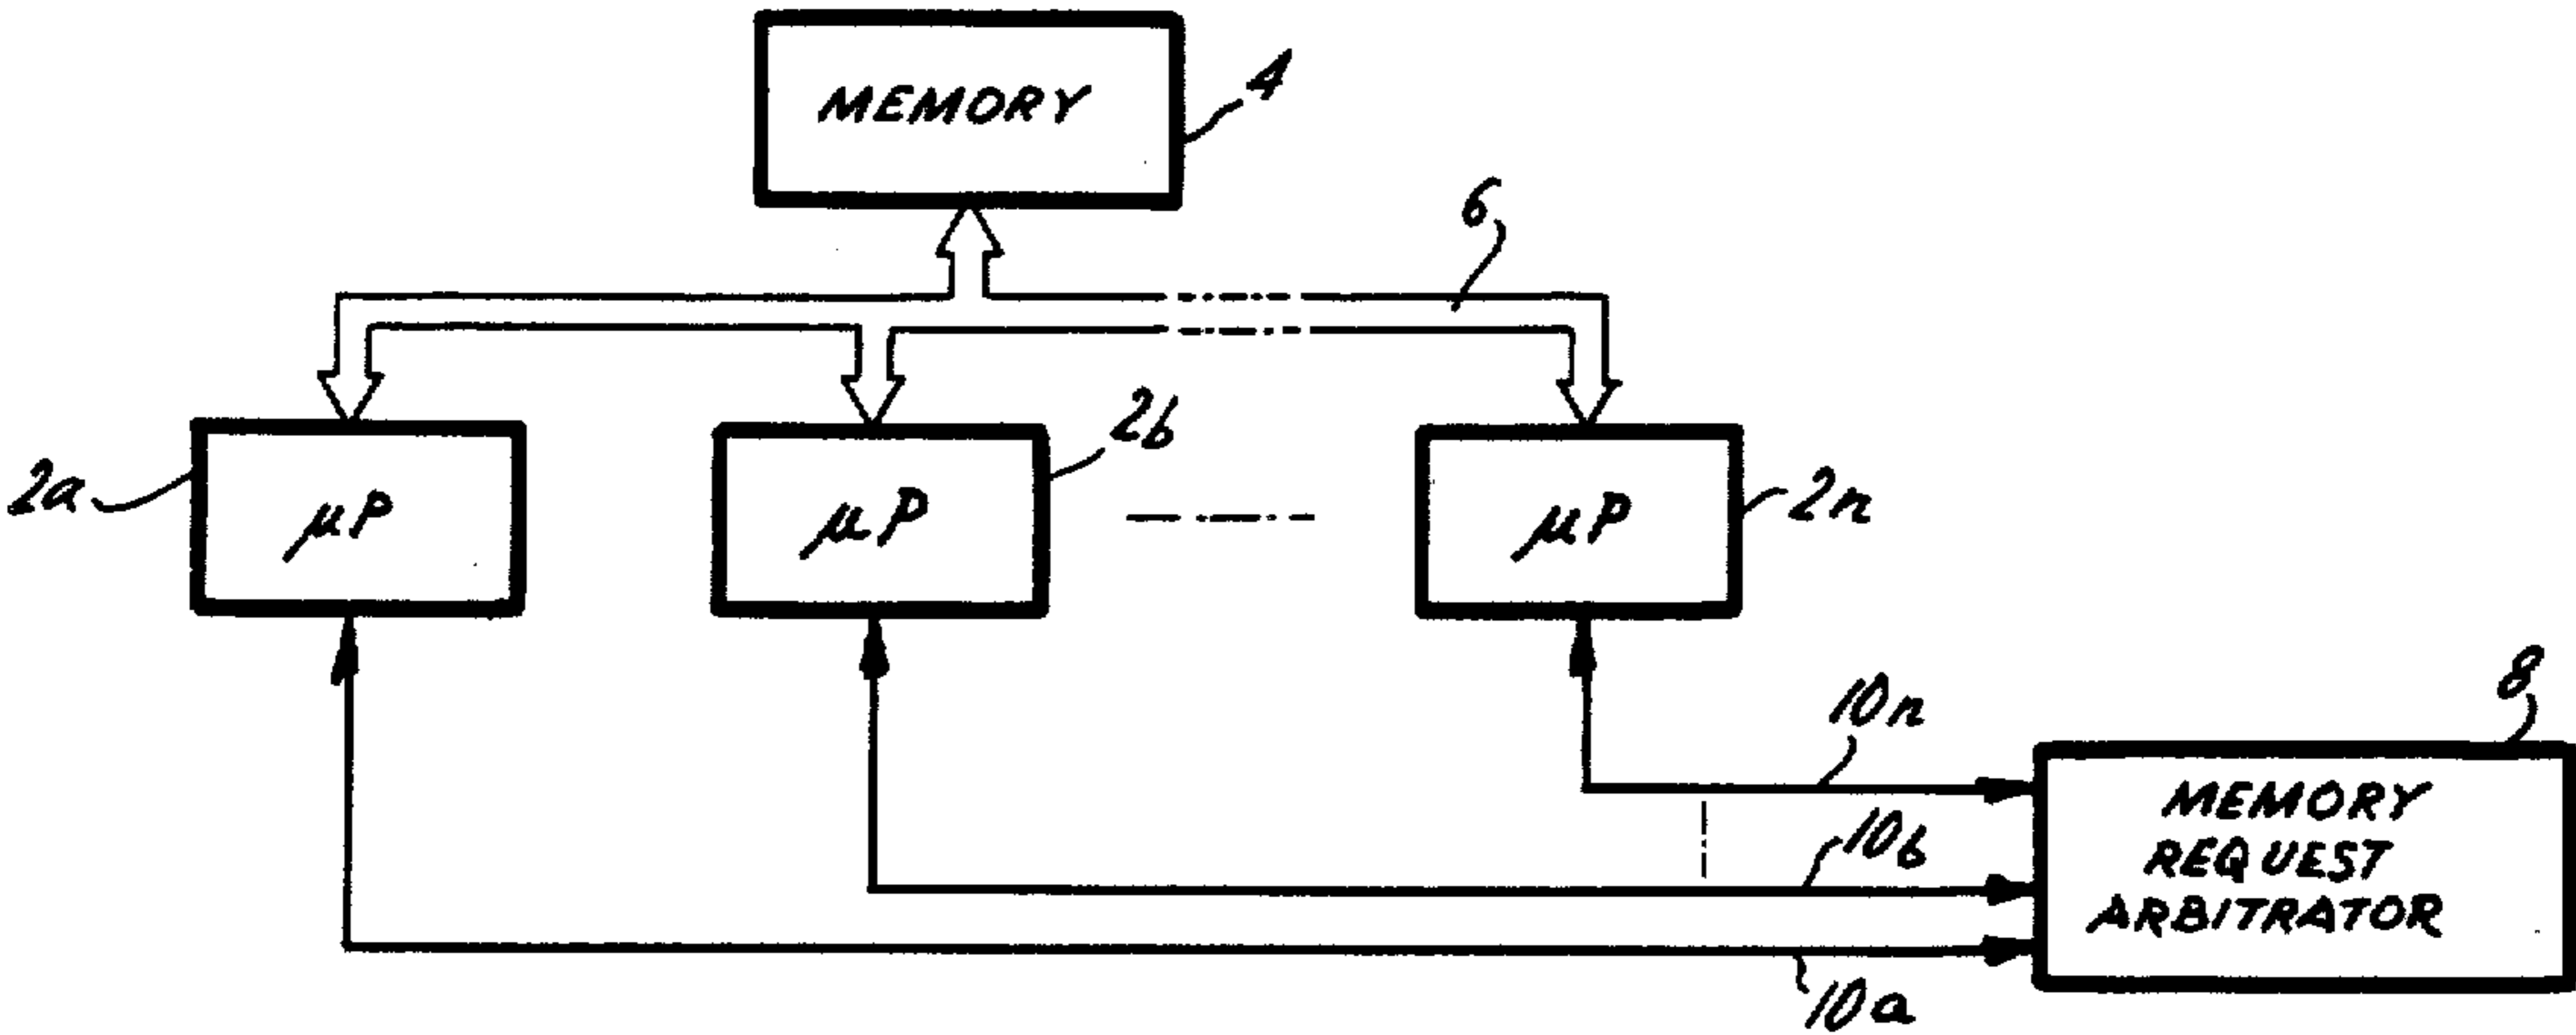 MEMORY
4
6
2a
μP
μP
2b
μP
2n
10n
10b
10a
8
MEMORY
REQUEST
ARBITRATOR